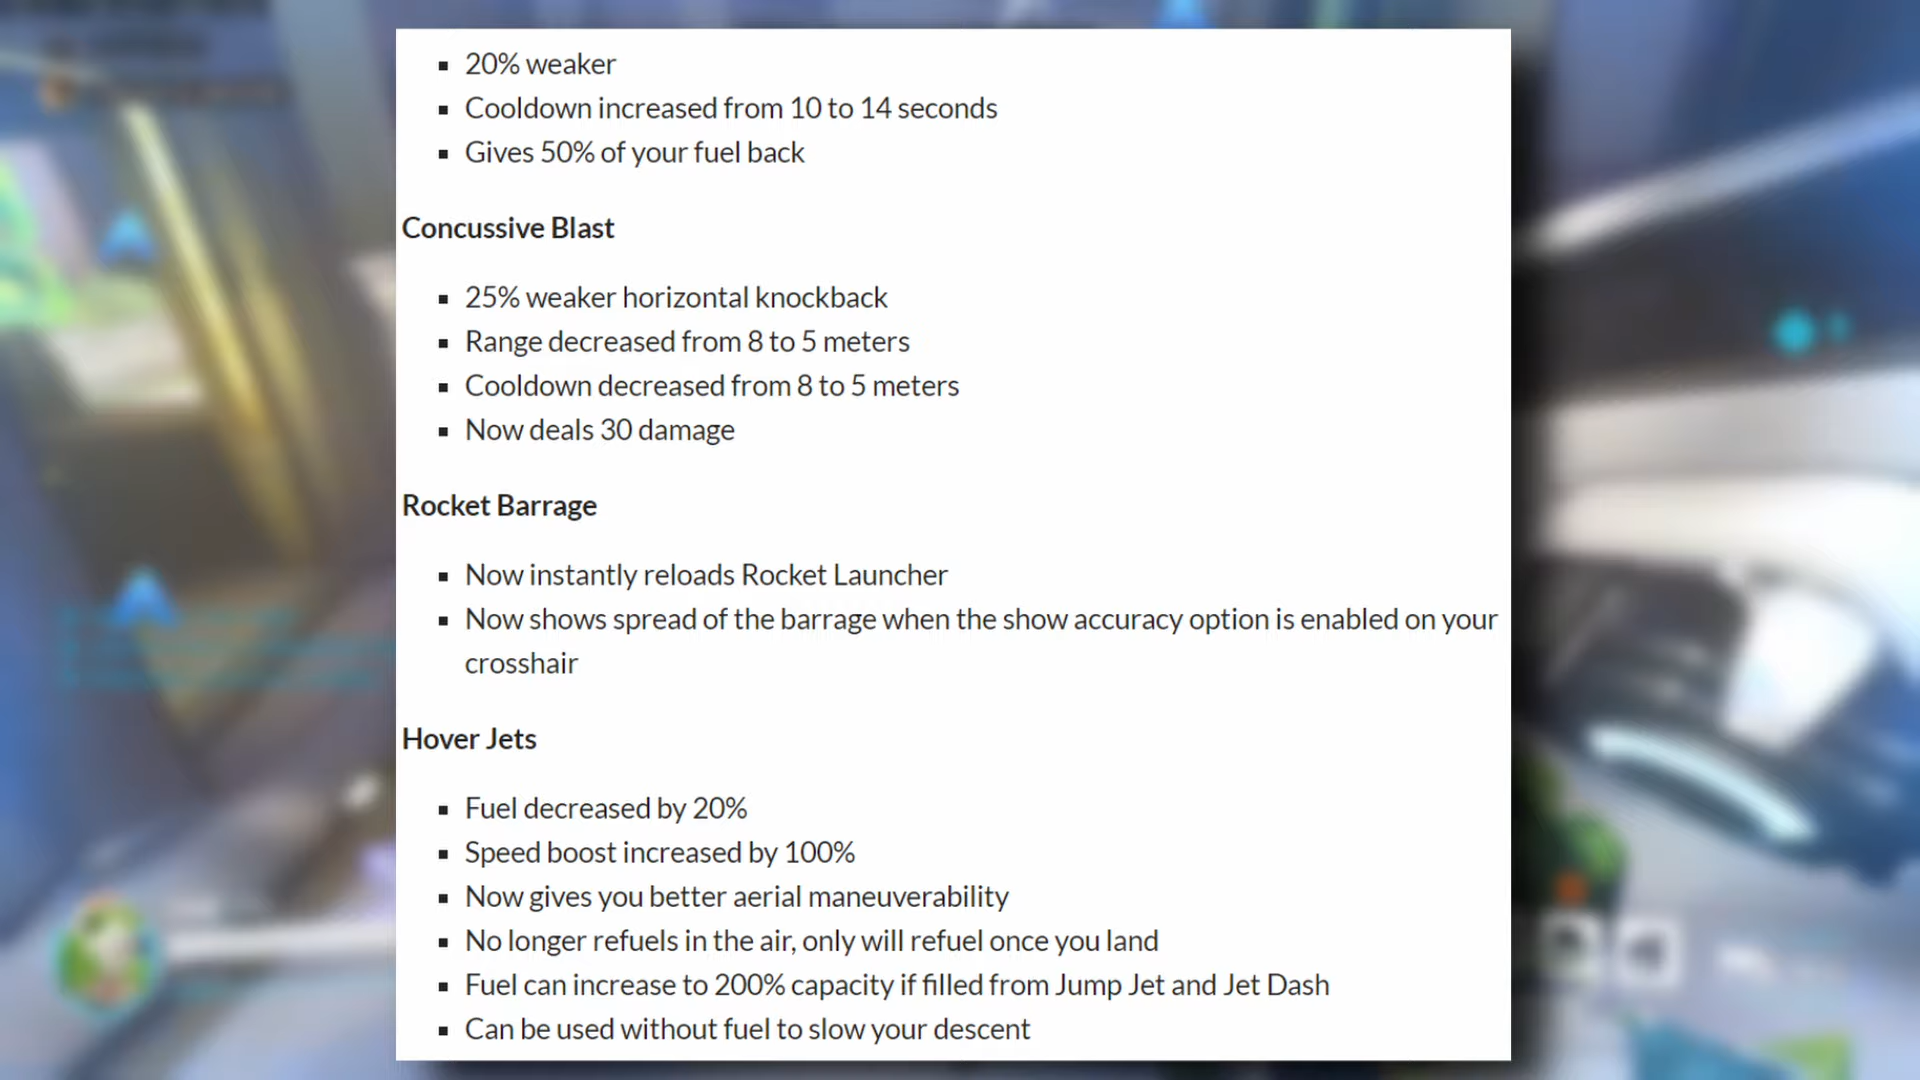 20% weaker
Cooldown increased from 10 to 14 seconds
Gives 50% of your fuel back
Concussive Blast
25% weaker horizontal knockback
Range decreased from 8 to 5 meters
Cooldown decreased from 8 to 5 meters
Now deals 30 damage
Rocket Barrage
Now instantly reloads Rocket Launcher
Now shows spread of the barrage when the show accuracy option is enabled on your
crosshair
Hover Jets
Fuel decreased by 20%
Speed boost increased by 100%
Now gives you better aerial maneuverability
No longer refuels in the air, only will refuel once you land
Fuel can increase to 200% capacity if filled from Jump Jet and Jet Dash
Can be used without fuel to slow your descent